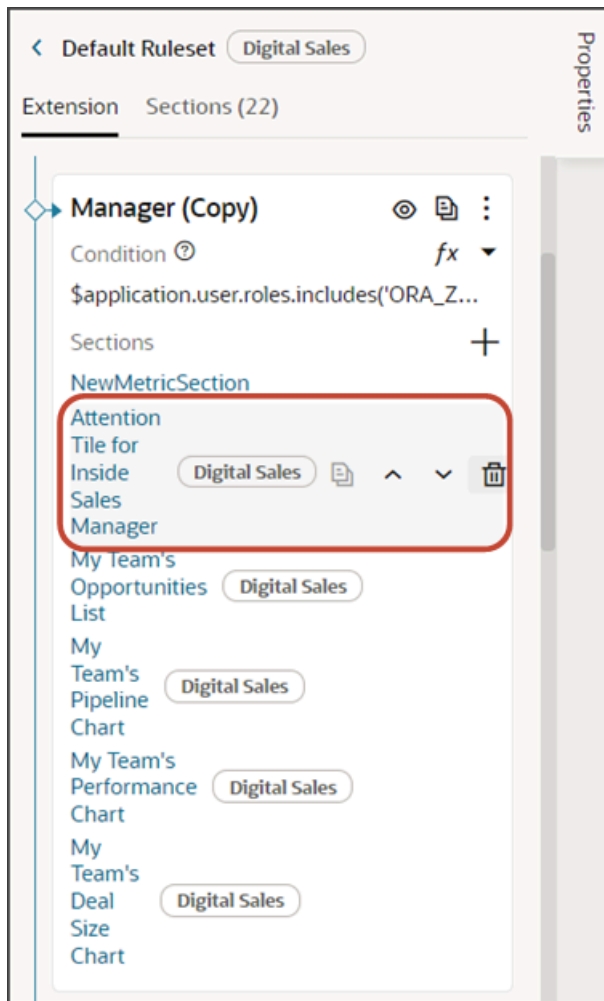 Default Ruleset Digital Sales
Properties
Extension Sections (22)
Manager (Copy)
Condition ?
fx
$application.user.roles.includes('ORA_Z...
Sections
NewMetricSection
Attention
Tile for
Inside Digital Sales
Sales
Manager
My Team's
Opportunities Digital Sales
List
My
Team's
Pipeline Digital Sales
Chart
My Team's
Performance Digital Sales
Chart
My
Team's
Deal Digital Sales
Size
Chart